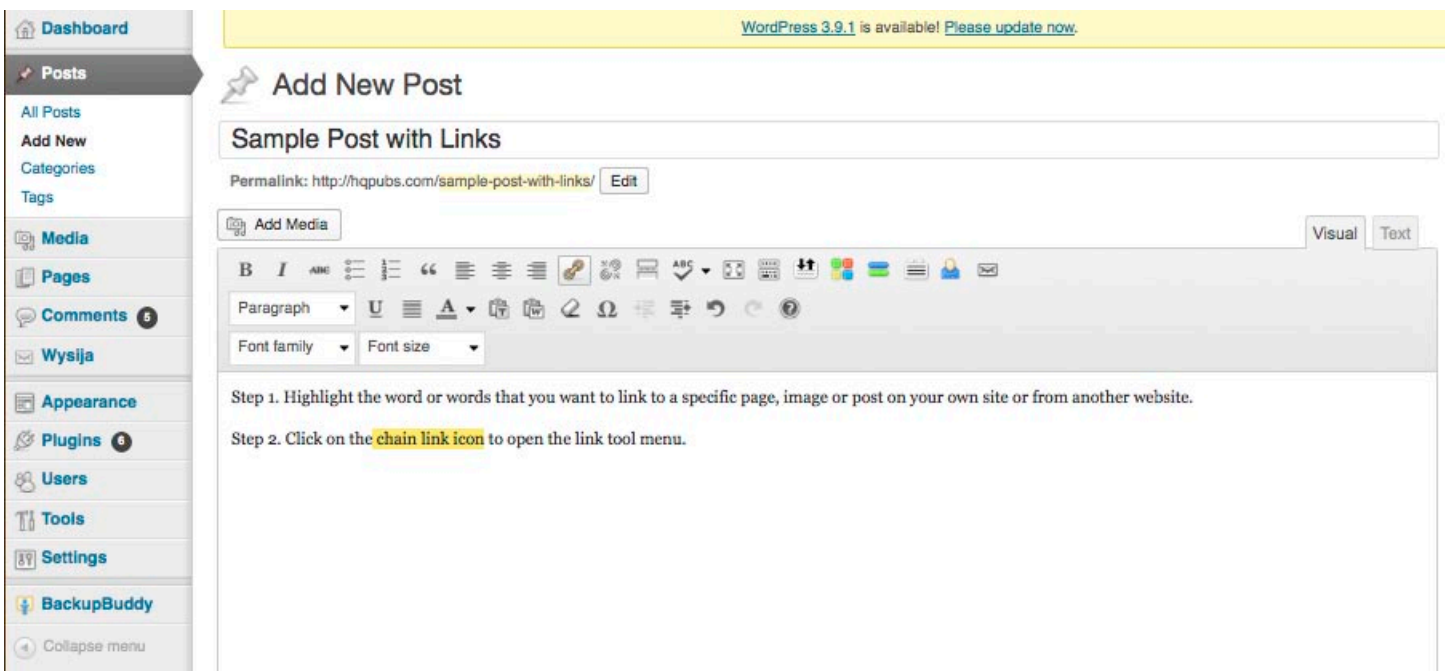 Dashboard
WordPress 3.9.1 is available! Please update now.
Posts
All Posts
Add New
Categories
Tags
Media
Pages
Comments 5
Wysija
Appearance
Plugins 6
Users
Tools
Settings
BackupBuddy
Collapse menu
Add New Post
Sample Post with Links
Permalink: http://hqpubs.com/sample-post-with-links/ Edit
Add Media
Visual Text
B I ABC ABC
Paragraph U A Ω
Font family Font size
Step 1. Highlight the word or words that you want to link to a specific page, image or post on your own site or from another website.
Step 2. Click on the chain link icon to open the link tool menu.